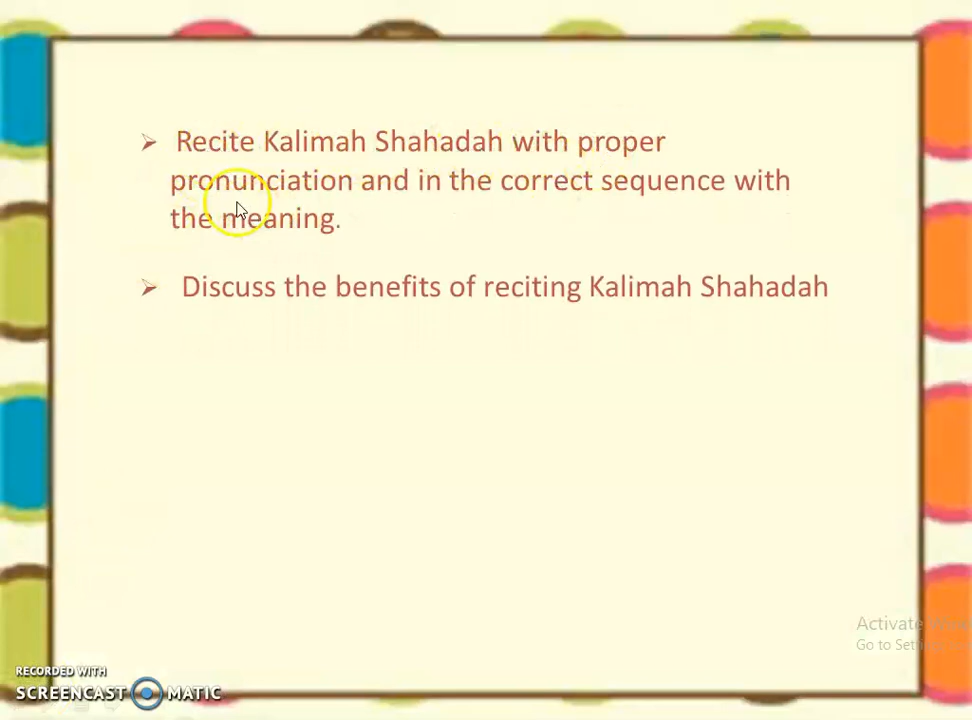 ➢ Recite Kalimah Shahadah with proper
pronunciation and in the correct sequence with
the meaning.
➢ Discuss the benefits of reciting Kalimah Shahadah
Activate
Go to
RECORDED WITH
SCREENCAST MATIC